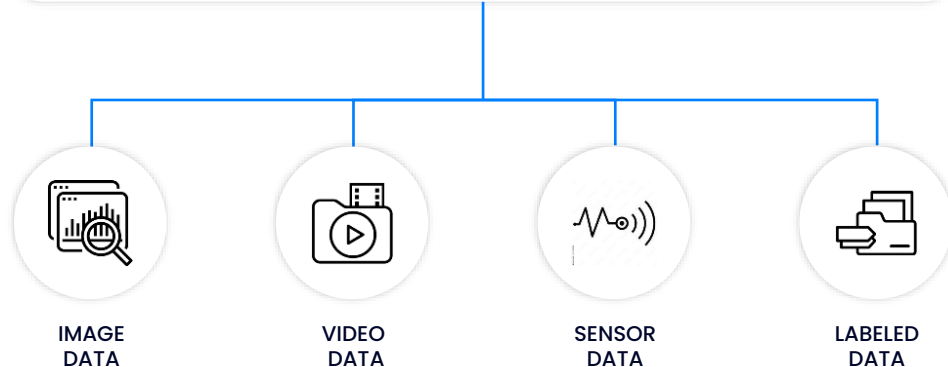 IMAGE
DATA
VIDEO
DATA
SENSOR
DATA
LABELED
DATA